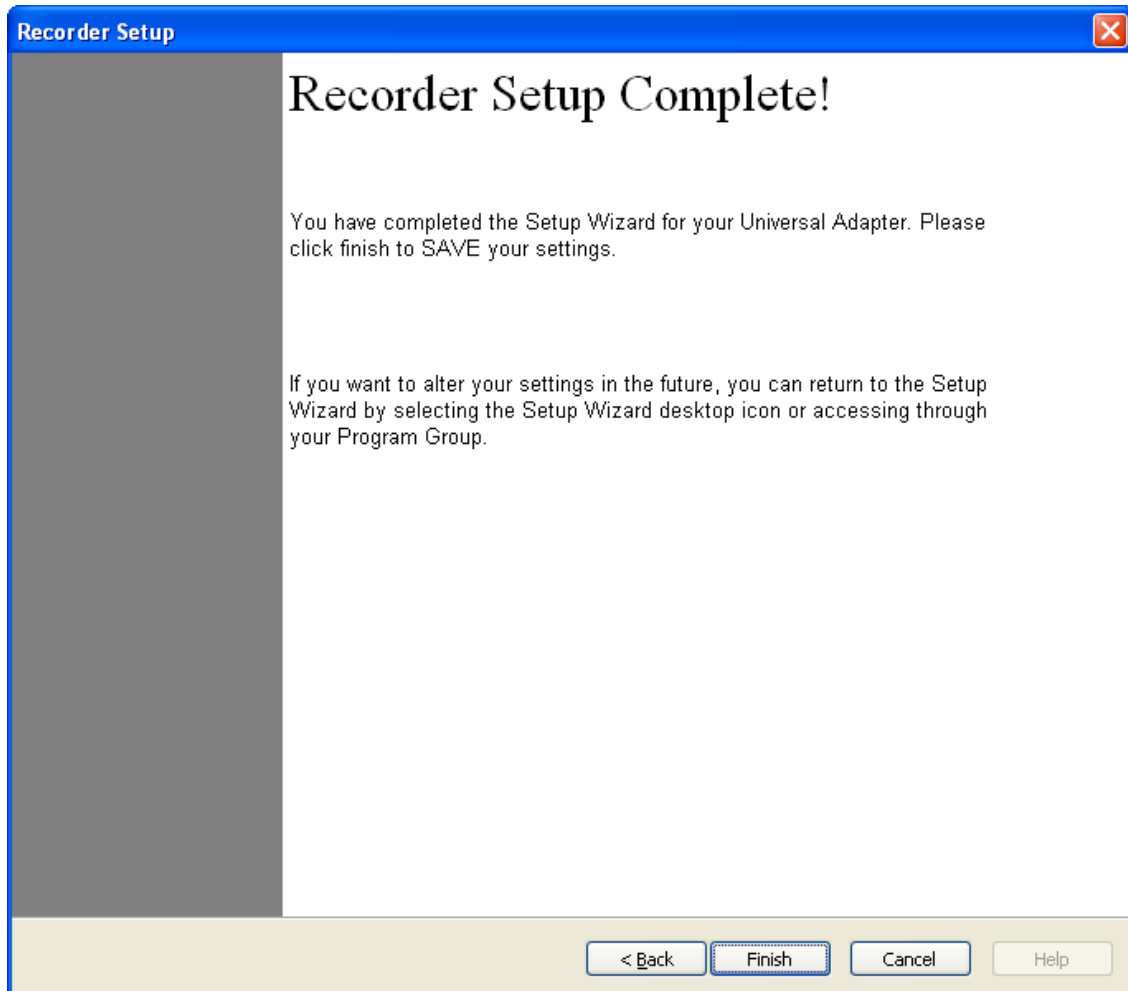 Recorder Setup
Recorder Setup Complete!
You have completed the Setup Wizard for your Universal Adapter. Please
click finish to SAVE your settings.
If you want to alter your settings in the future, you can return to the Setup
Wizard by selecting the Setup Wizard desktop icon or accessing through
your Program Group.
< Back
Finish
Cancel
Help